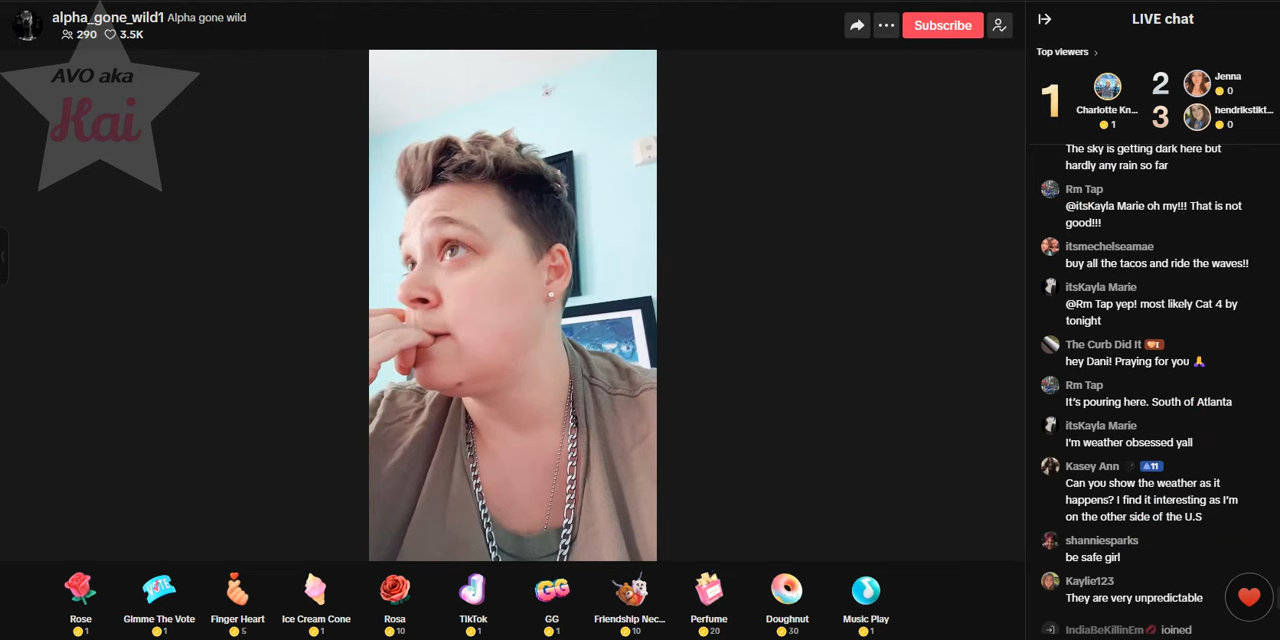 alpha_gone_wild1 Alpha gone wild
290 3.5K
Subscribe
AVO aka
Kai
LIVE chat
Top viewers
1
Charlotte Kn...
1
2
Jenna
0
3
hendrikstikt...
0
The sky is getting dark here but
hardly any rain so far
Rm Tap
@itsKayla Marie oh my!!! That is not
good!!!
itsmechelseamae
buy all the tacos and ride the waves!!
itsKayla Marie
@Rm Tap yep! most likely Cat 4 by
tonight
The Curb Did It I
hey Dani! Praying for you 🙏
Rm Tap
It's pouring here. South of Atlanta
itsKayla Marie
I'm weather obsessed yall
Kasey Ann 11
Can you show the weather as it
happens? I find it interesting as I'm
on the other side of the U.S
shanniesparks
be safe girl
Kaylie123
They are very unpredictable
IndiaBeKillinEm💋 joined
VOTE
GG
Rose
1
GImme The Vote
1
FInger Heart
5
Ice Cream Cone
1
Rosa
10
TikTok
1
GG
1
Friendship Nec...
10
Perfume
20
Doughnut
30
Music Play
1